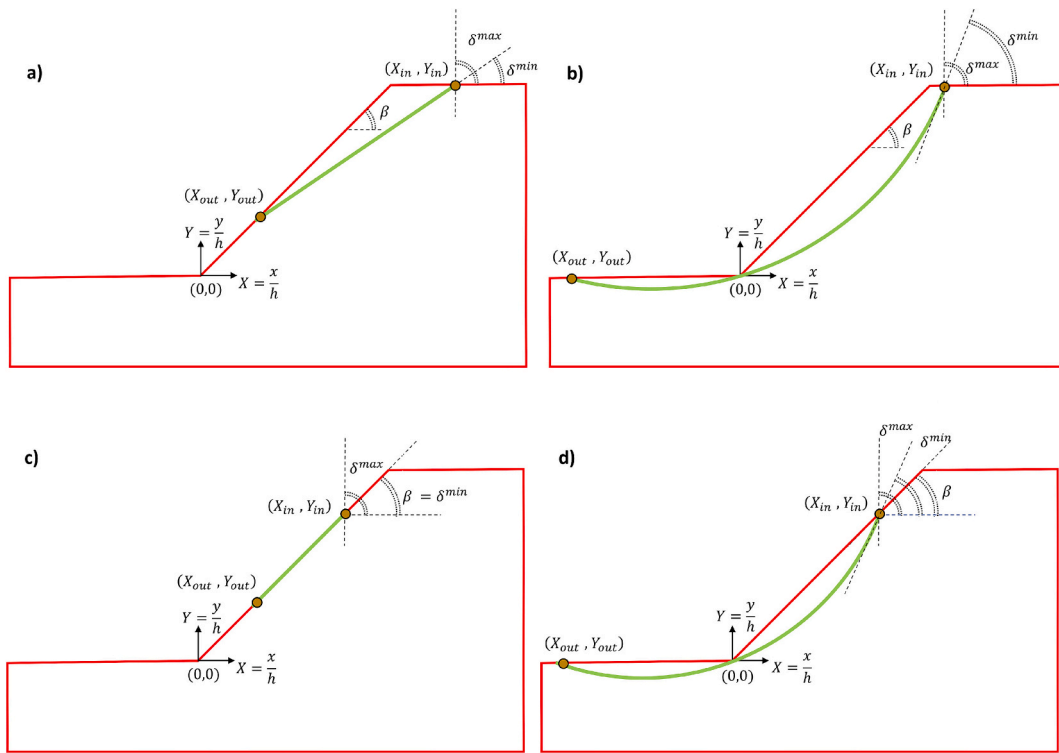 a)
δ^max
δ^min
(X_in , Y_in)
β
(X_out , Y_out)
Y = y/h
X = x/h
(0,0)
b)
δ^min
δ^max
(X_in , Y_in)
β
Y = y/h
(X_out , Y_out)
X = x/h
(0,0)
c)
δ^max
β = δ^min
(X_in , Y_in)
(X_out , Y_out)
Y = y/h
X = x/h
(0,0)
d)
δ^max
δ^min
β
(X_in , Y_in)
Y = y/h
(X_out , Y_out)
X = x/h
(0,0)